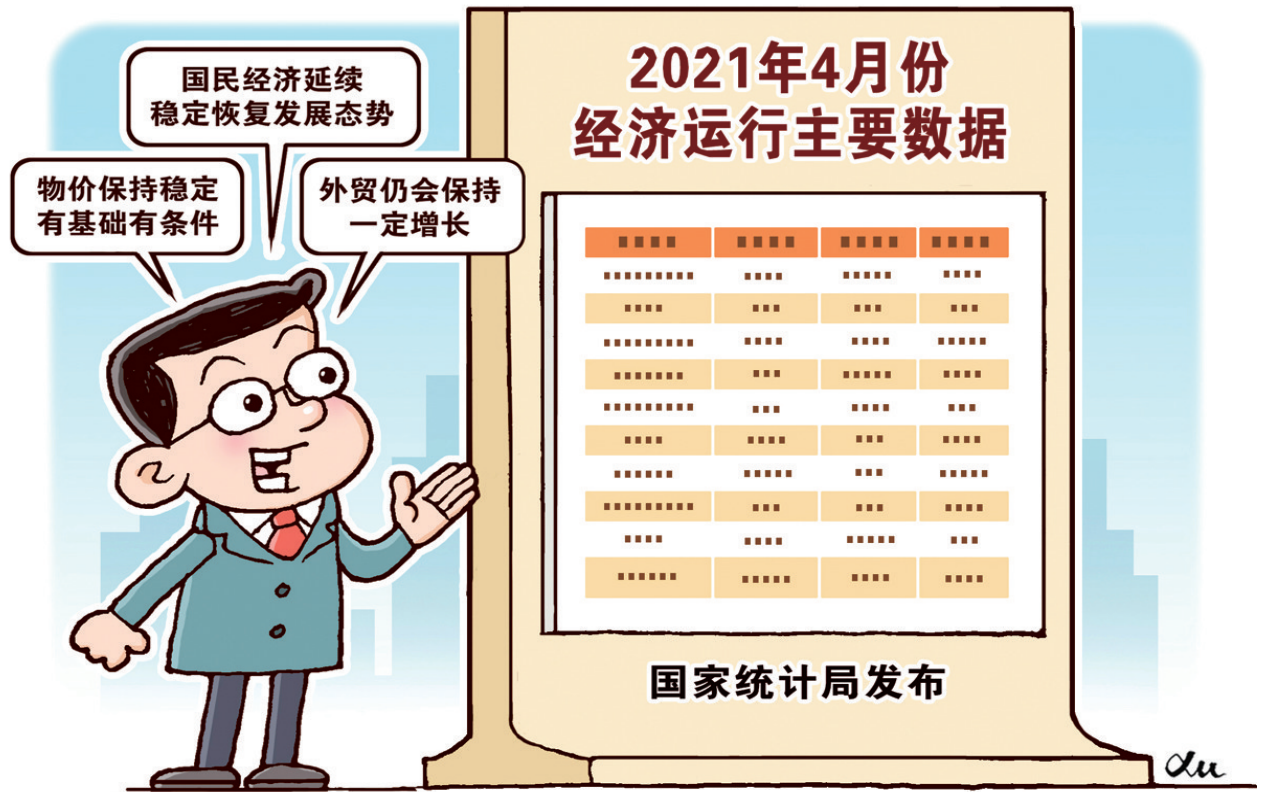 国民经济延续
稳定恢复发展态势
物价保持稳定
有基础有条件
外贸仍会保持
一定增长
2021年4月份
经济运行主要数据
国家统计局发布